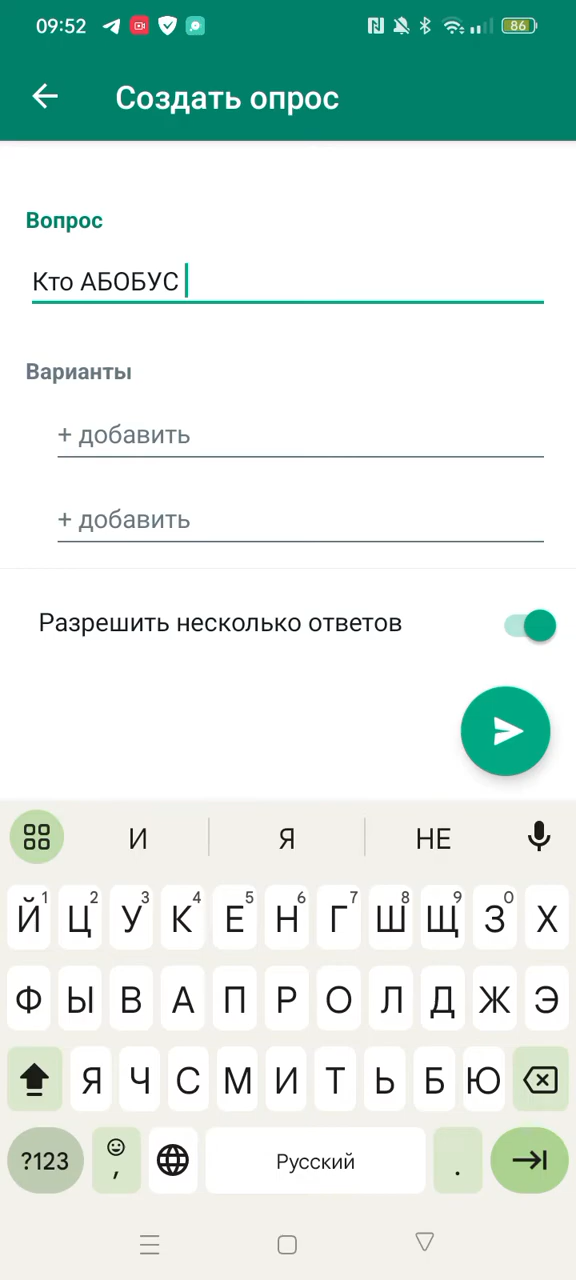 09:52 86
Создать опрос
Вопрос
Кто АБОБУС
Варианты
+ добавить
+ добавить
Разрешить несколько ответов
И Я НЕ
Й1 Ц2 У3 К4 Е5 Н6 Г7 Ш8 Щ9 З0 Х
Ф Ы В А П Р О Л Д Ж Э
Я Ч С М И Т Ь Б Ю
?123 , Русский .